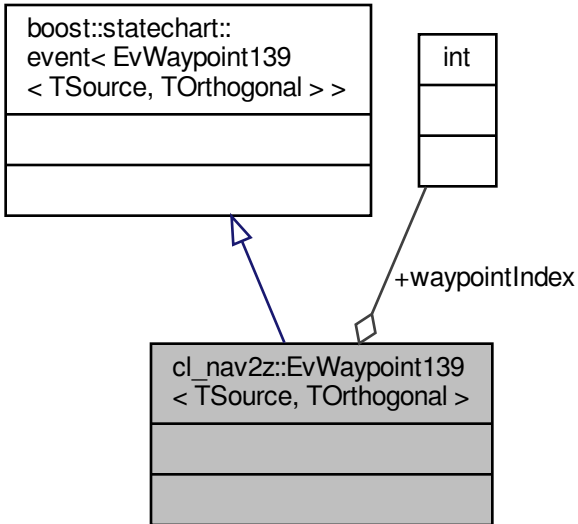 boost::statechart::
event< EvWaypoint139
< TSource, TOrthogonal > >
int
+waypointIndex
cl_nav2z::EvWaypoint139
< TSource, TOrthogonal >